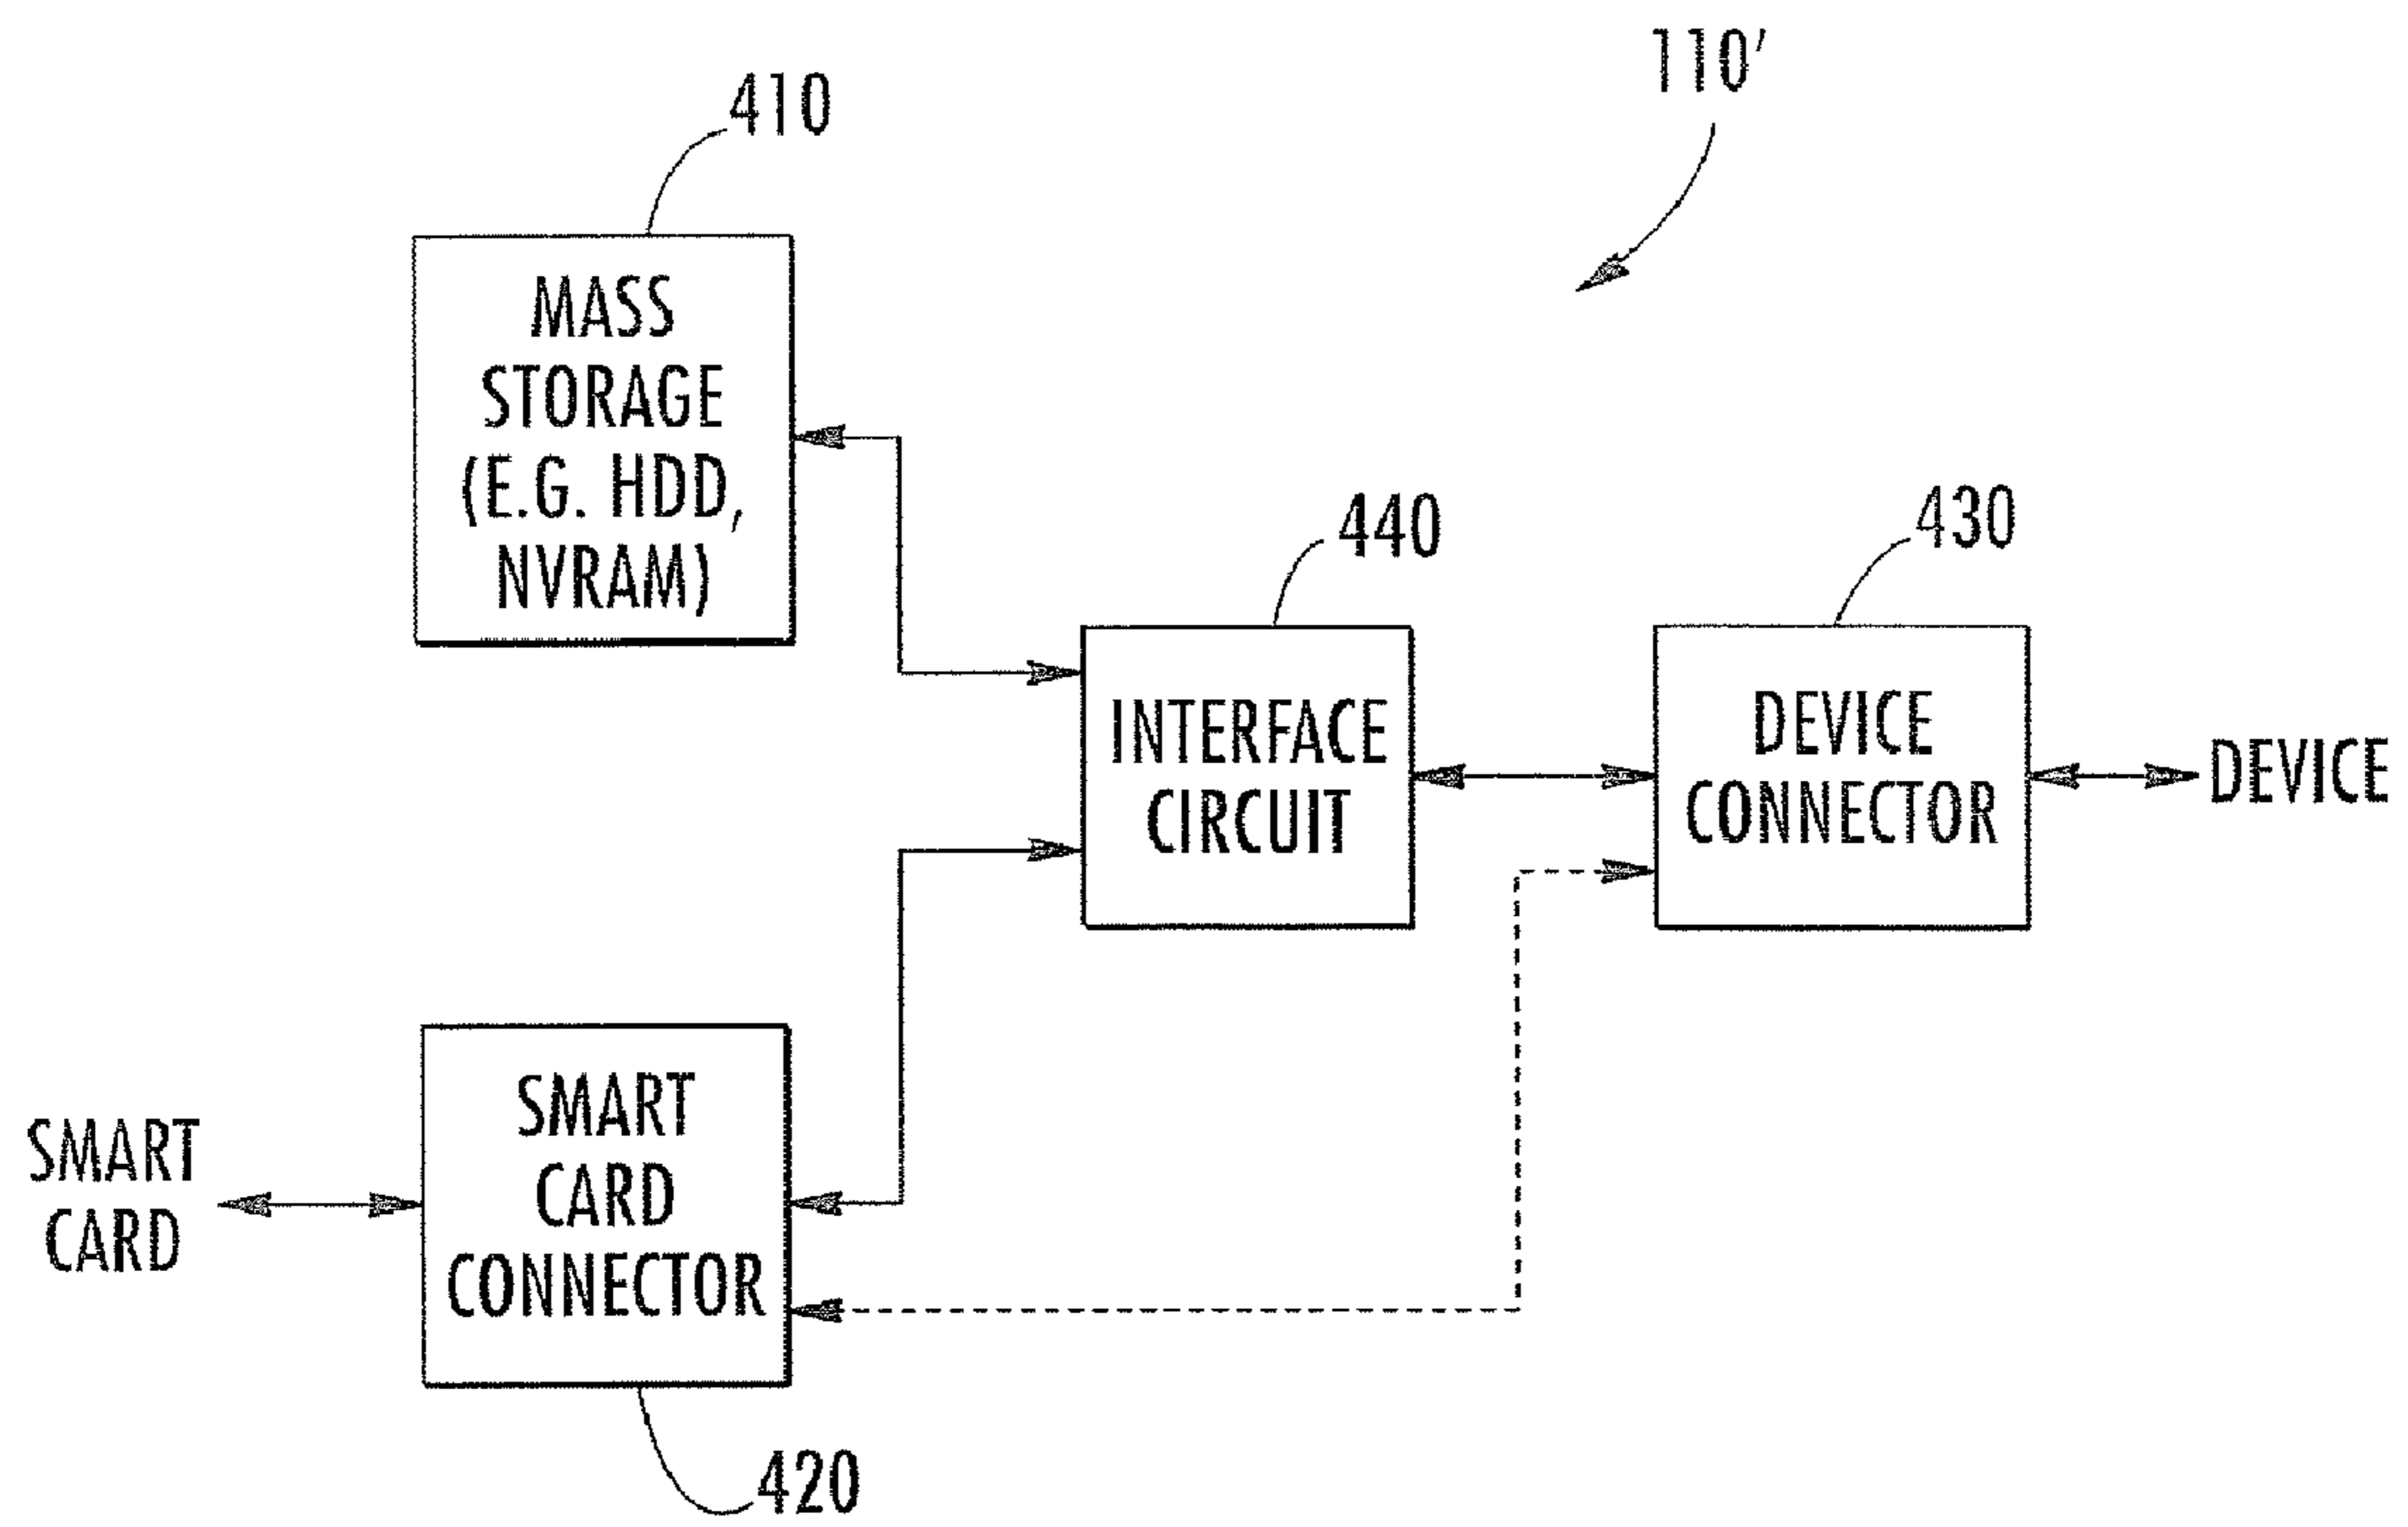 110'
410
MASS
STORAGE
(E.G. HDD,
NVRAM)
440
430
INTERFACE
CIRCUIT
DEVICE
CONNECTOR
DEVICE
SMART
CARD
SMART
CARD
CONNECTOR
420